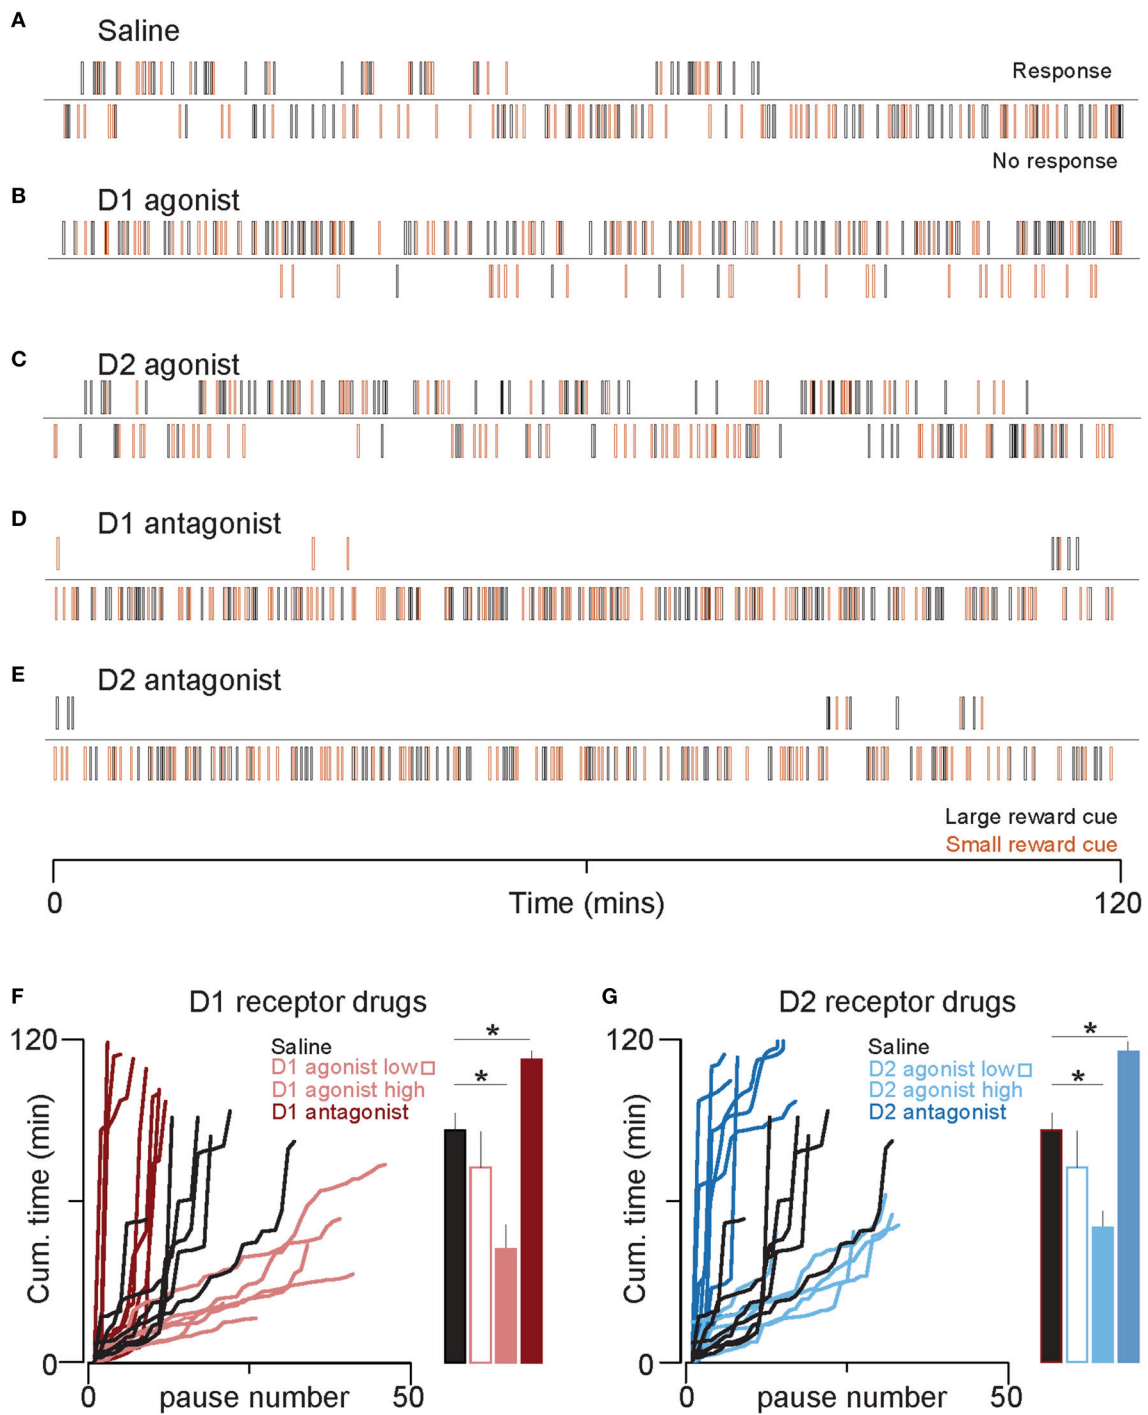 A
Saline
Response
No response
B
D1 agonist
C
D2 agonist
D
D1 antagonist
E
D2 antagonist
Large reward cue
Small reward cue
0
Time (mins)
120
F
D1 receptor drugs
120
Cum. time (min)
0
Saline
D1 agonist low
D1 agonist high
D1 antagonist
*
*
0
pause number
50
G
D2 receptor drugs
120
Cum. time (min)
0
Saline
D2 agonist low
D2 agonist high
D2 antagonist
*
*
0
pause number
50